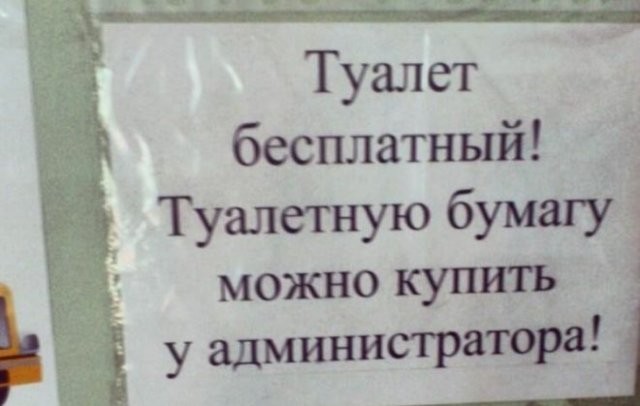 Туалет
бесплатный!
Туалетную бумагу
можно купить
у администратора!